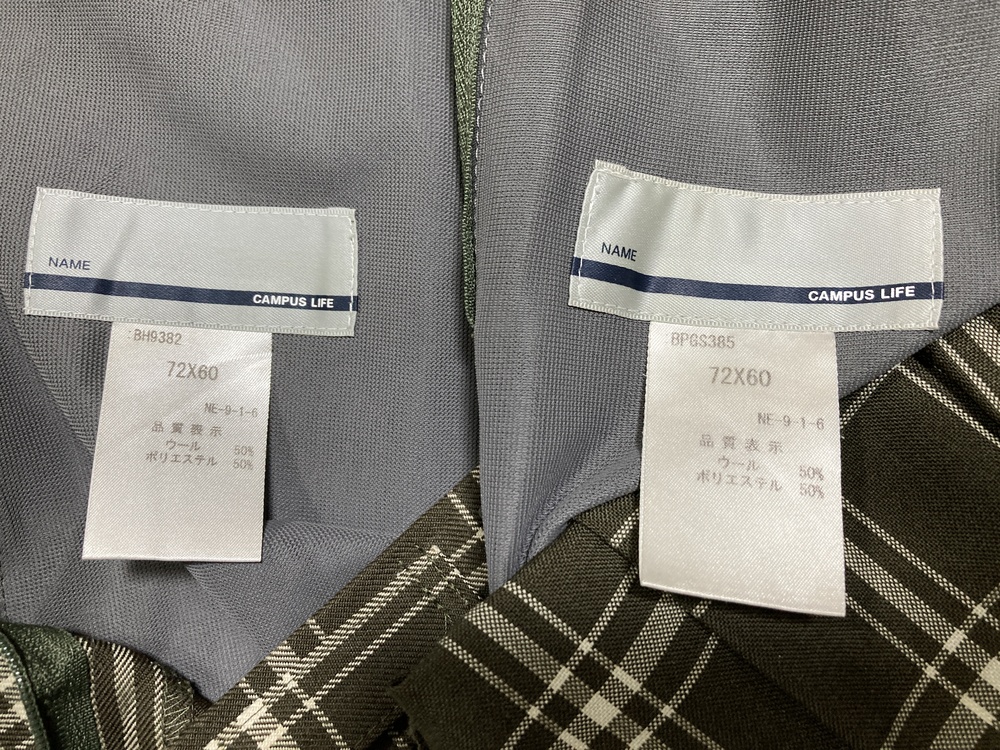 NAME
CAMPUS LIFE
BH9382
72X60
NE-9-1-6
品質表示
ウール 50%
ポリエステル 50%
NAME
CAMPUS LIFE
BPGS385
72X60
NE-9-1-6
品質表示
ウール 50%
ポリエステル 50%